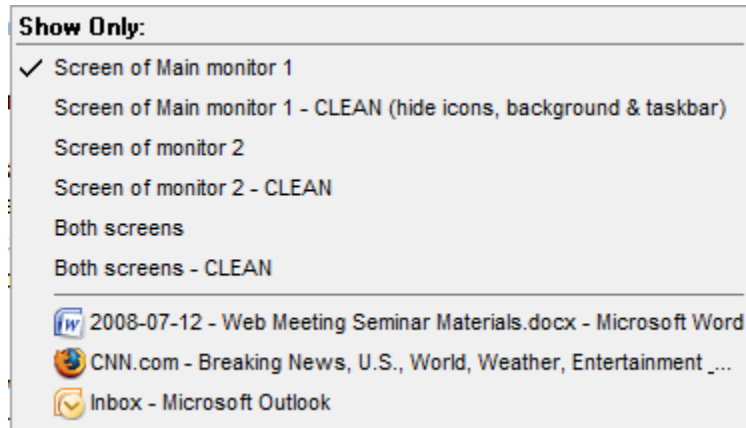 Show Only:
Screen of Main monitor 1
Screen of Main monitor 1 - CLEAN (hide icons, background & taskbar)
Screen of monitor 2
Screen of monitor 2 - CLEAN
Both screens
Both screens - CLEAN
2008-07-12 - Web Meeting Seminar Materials.docx - Microsoft Word
CNN.com - Breaking News, U.S., World, Weather, Entertainment _...
Inbox - Microsoft Outlook